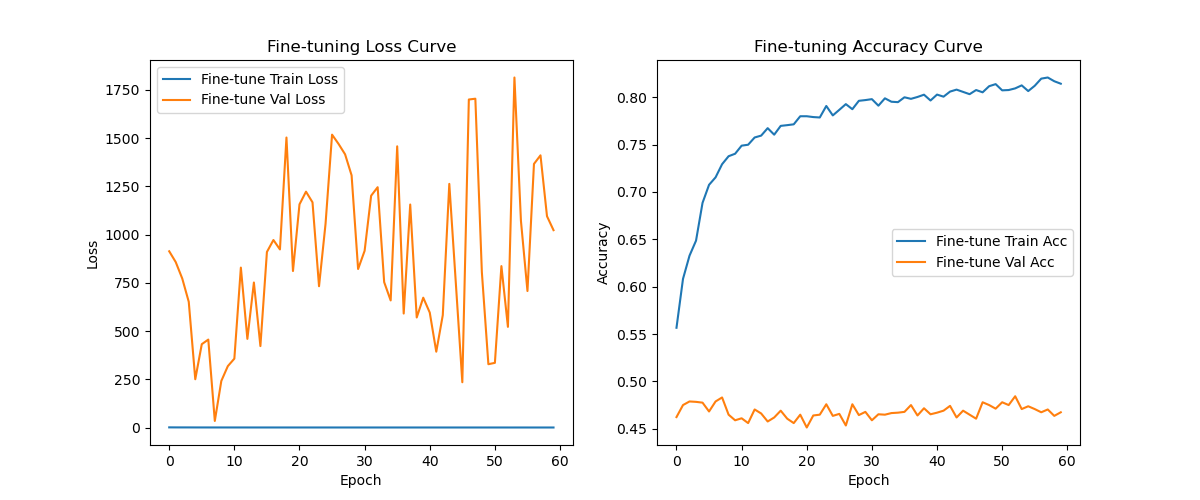 Fine-tuning Loss Curve
Fine-tune Train Loss
Fine-tune Val Loss
Loss
1750
1500
1250
1000
750
500
250
0
0 10 20 30 40 50 60
Epoch
Fine-tuning Accuracy Curve
Fine-tune Train Acc
Fine-tune Val Acc
Accuracy
0.80
0.75
0.70
0.65
0.60
0.55
0.50
0.45
0 10 20 30 40 50 60
Epoch